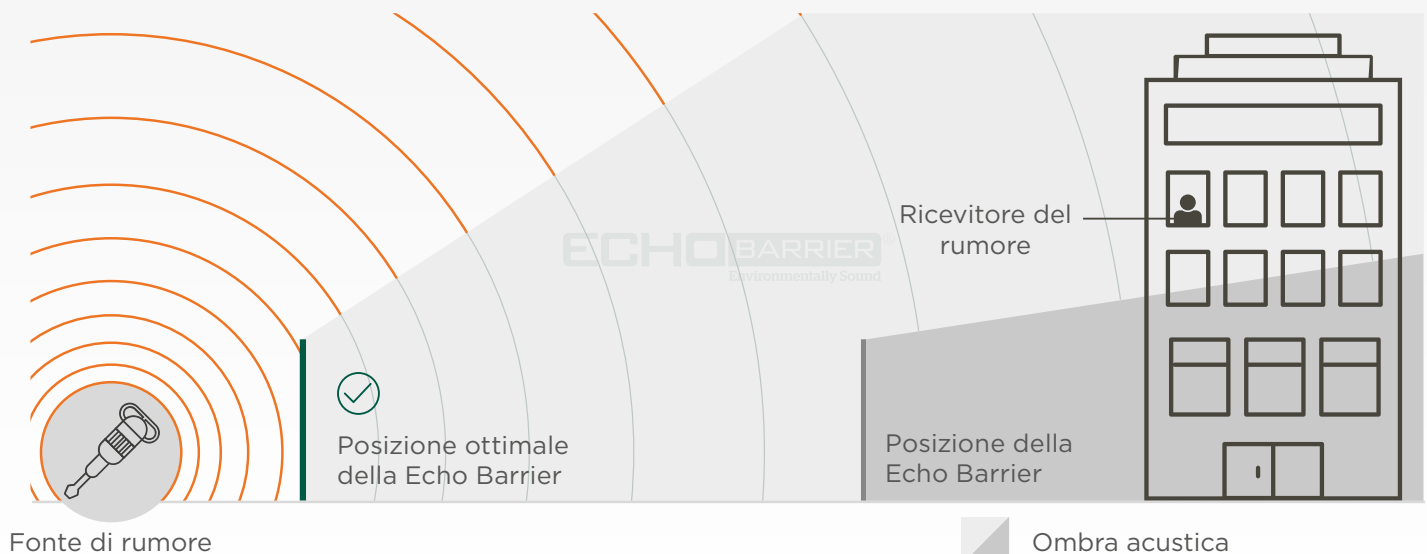 Ricevitore del
rumore
ECHO BARRIER®
Environmentally Sound
Posizione ottimale
della Echo Barrier
Posizione della
Echo Barrier
Fonte di rumore
Ombra acustica